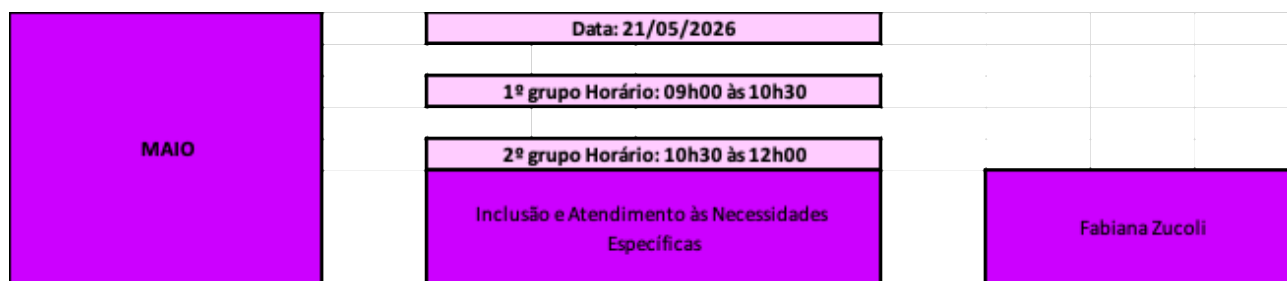 Data: 21/05/2026
1º grupo Horário: 09h00 às 10h30
MAIO
2º grupo Horário: 10h30 às 12h00
Inclusão e Atendimento às Necessidades
Específicas
Fabiana Zucoli